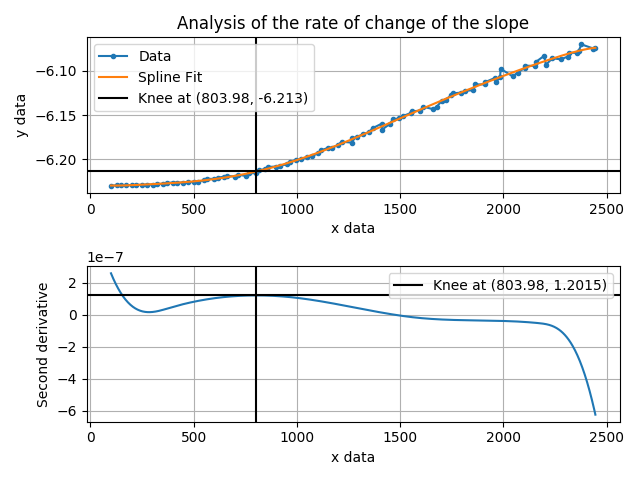 Analysis of the rate of change of the slope
Data
Spline Fit
Knee at (803.98, -6.213)
y data
−6.10
−6.15
−6.20
0 500 1000 1500 2000 2500
x data
1e−7
Knee at (803.98, 1.2015)
Second derivative
2
0
−2
−4
−6
0 500 1000 1500 2000 2500
x data